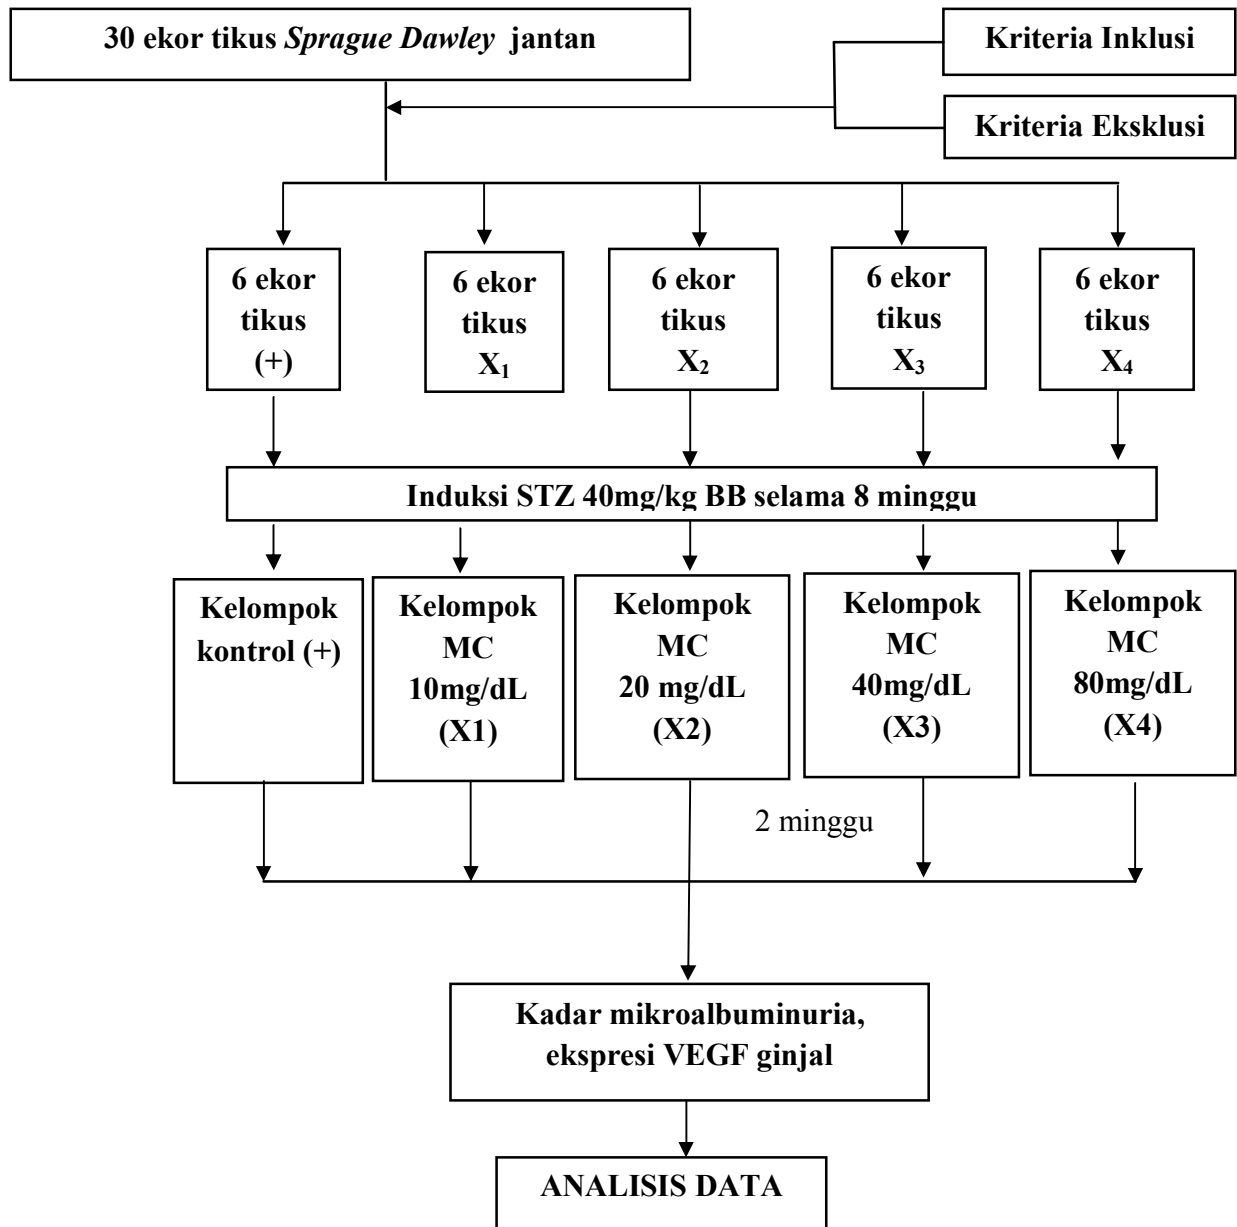 30 ekor tikus Sprague Dawley jantan
Kriteria Inklusi
Kriteria Eksklusi
6 ekor
tikus
(+)
6 ekor
tikus
X₁
6 ekor
tikus
X₂
6 ekor
tikus
X₃
6 ekor
tikus
X₄
Induksi STZ 40mg/kg BB selama 8 minggu
Kelompok
kontrol (+)
Kelompok
MC
10mg/dL
(X1)
Kelompok
MC
20 mg/dL
(X2)
Kelompok
MC
40mg/dL
(X3)
Kelompok
MC
80mg/dL
(X4)
2 minggu
Kadar mikroalbuminuria,
ekspresi VEGF ginjal
ANALISIS DATA